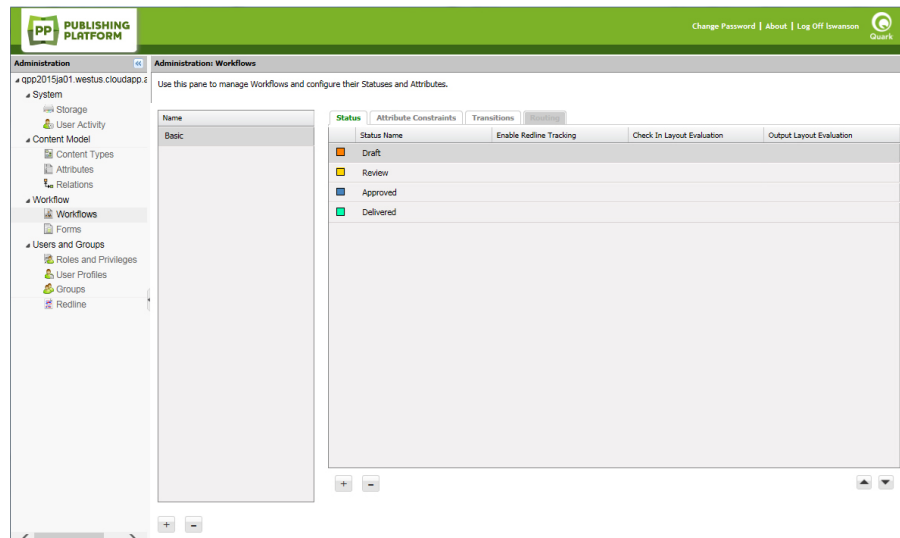 PP PUBLISHING
PLATFORM
Change Password | About | Log Off lswanson
Quark
Administration
Administration: Workflows
qpp2015ja01.westus.cloudapp.a
Use this pane to manage Workflows and configure their Statuses and Attributes.
System
Storage
User Activity
Content Model
Content Types
Attributes
Relations
Workflow
Workflows
Forms
Users and Groups
Roles and Privileges
User Profiles
Groups
Redline
Name
Basic
Status Attribute Constraints Transitions Routing
Status Name Enable Redline Tracking Check In Layout Evaluation Output Layout Evaluation
Draft
Review
Approved
Delivered